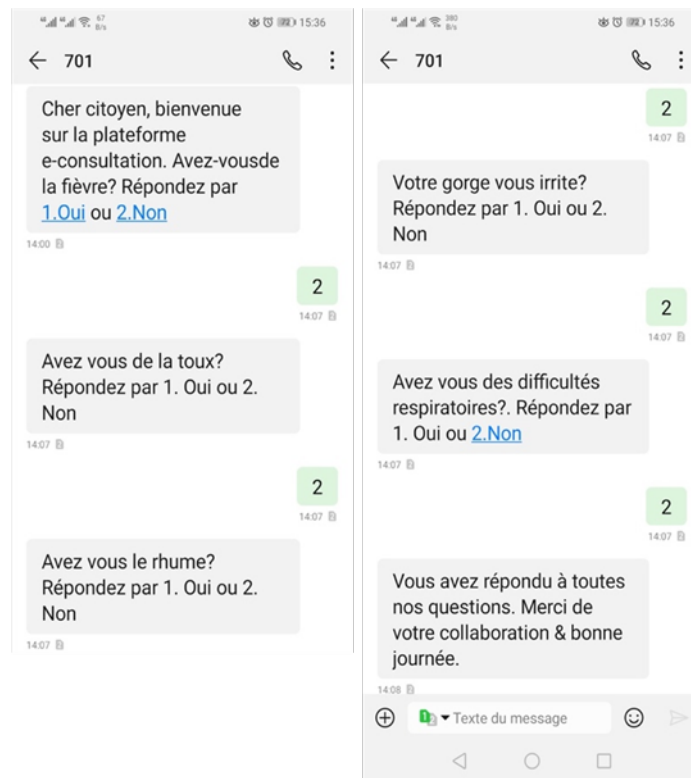 67
B/s
72
15:36
701
Cher citoyen, bienvenue
sur la plateforme
e-consultation. Avez-vousde
la fièvre? Répondez par
1.Oui ou 2.Non
14:00
2
14:07
Avez vous de la toux?
Répondez par 1. Oui ou 2.
Non
14:07
2
14:07
Avez vous le rhume?
Répondez par 1. Oui ou 2.
Non
14:07
380
B/s
72
15:36
701
2
14:07
Votre gorge vous irrite?
Répondez par 1. Oui ou 2.
Non
14:07
2
14:07
Avez vous des difficultés
respiratoires?. Répondez par
1. Oui ou 2.Non
14:07
2
14:07
Vous avez répondu à toutes
nos questions. Merci de
votre collaboration & bonne
journée.
14:08
Texte du message